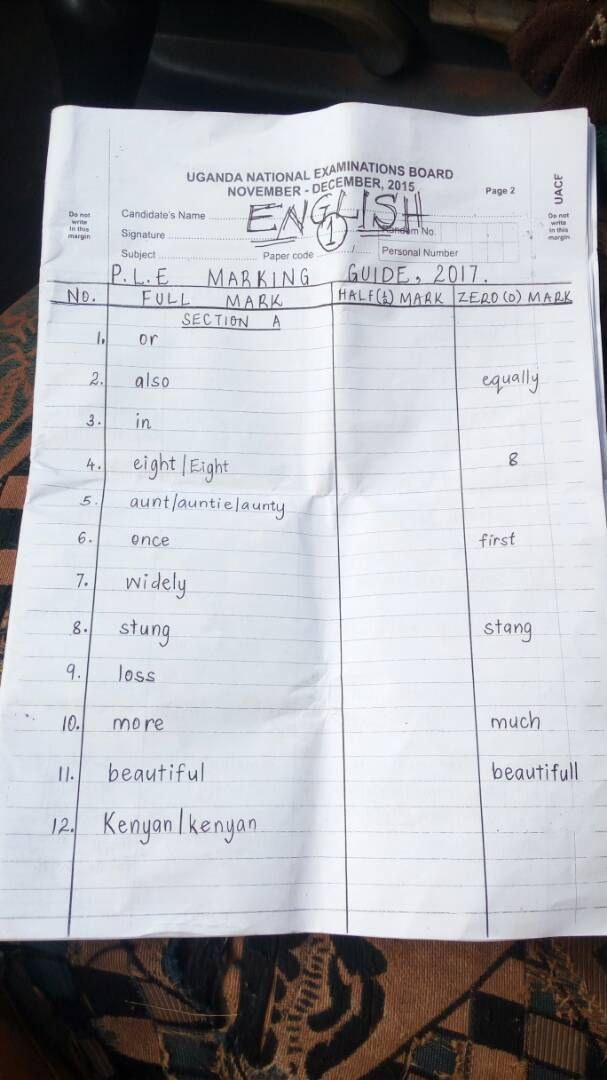 UGANDA NATIONAL EXAMINATIONS BOARD
NOVEMBER - DECEMBER, 2015
Page 2
UACE
Do not
write
in this
margin
Do not
write
in this
margin
Candidate's Name
ENGLISH
Signature
1
Random No.
Subject
Paper code
/
Personal Number
P.L.E MARKING GUIDE, 2017.
NO. FULL MARK HALF(½) MARK ZERO(0) MARK
SECTION A
1. or
2. also equally
3. in
4. eight/Eight 8
5. aunt/auntie/aunty
6. once first
7. widely
8. stung stang
9. loss
10. more much
11. beautiful beautifull
12. Kenyan/kenyan